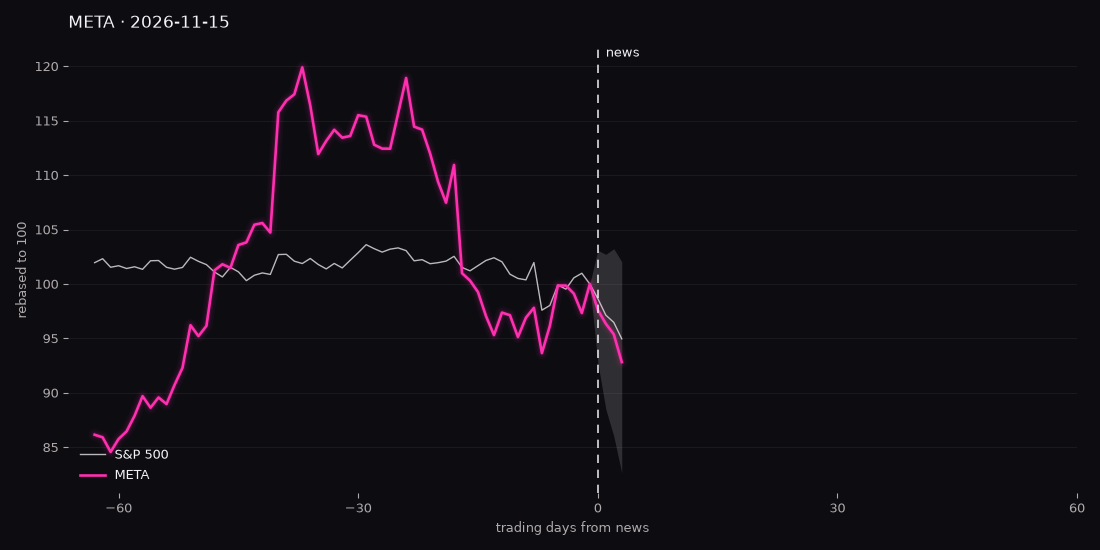 META · 2026-11-15
news
120
115
110
105
100
95
90
85
rebased to 100
S&P 500
META
−60
−30
0
30
60
trading days from news